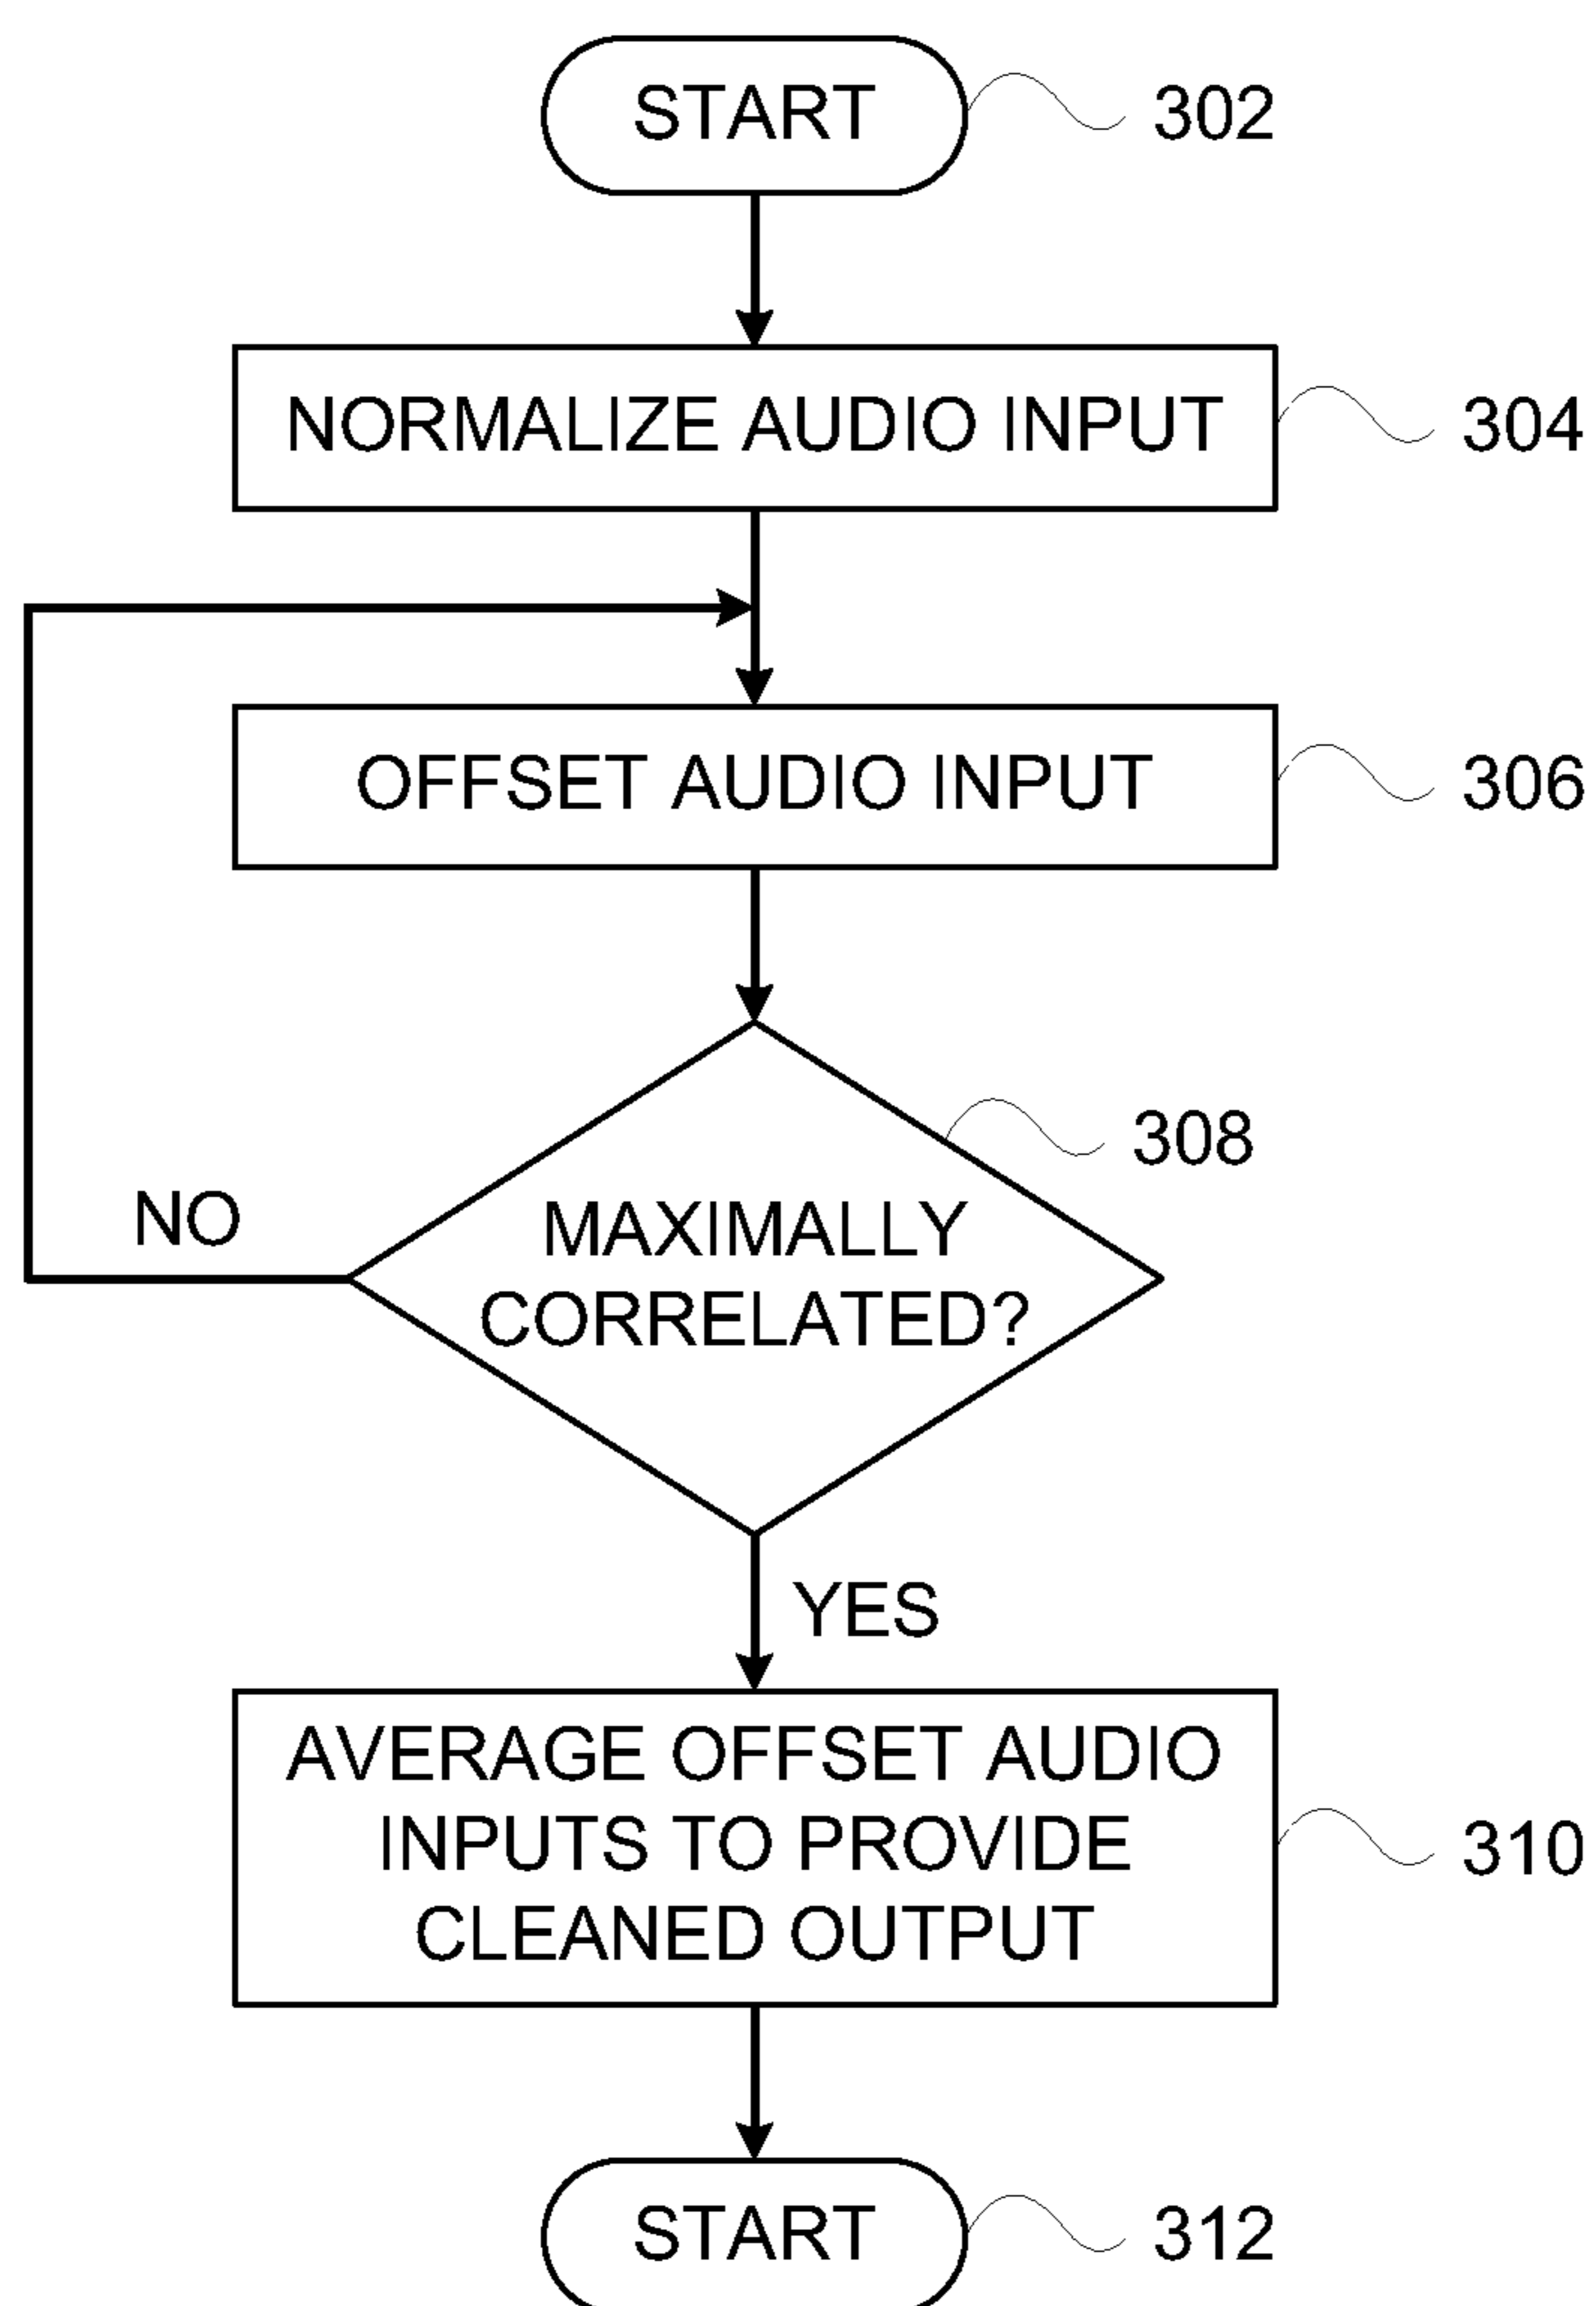 START
302
NORMALIZE AUDIO INPUT
304
OFFSET AUDIO INPUT
306
308
NO
MAXIMALLY
CORRELATED?
YES
AVERAGE OFFSET AUDIO
INPUTS TO PROVIDE
CLEANED OUTPUT
310
START
312